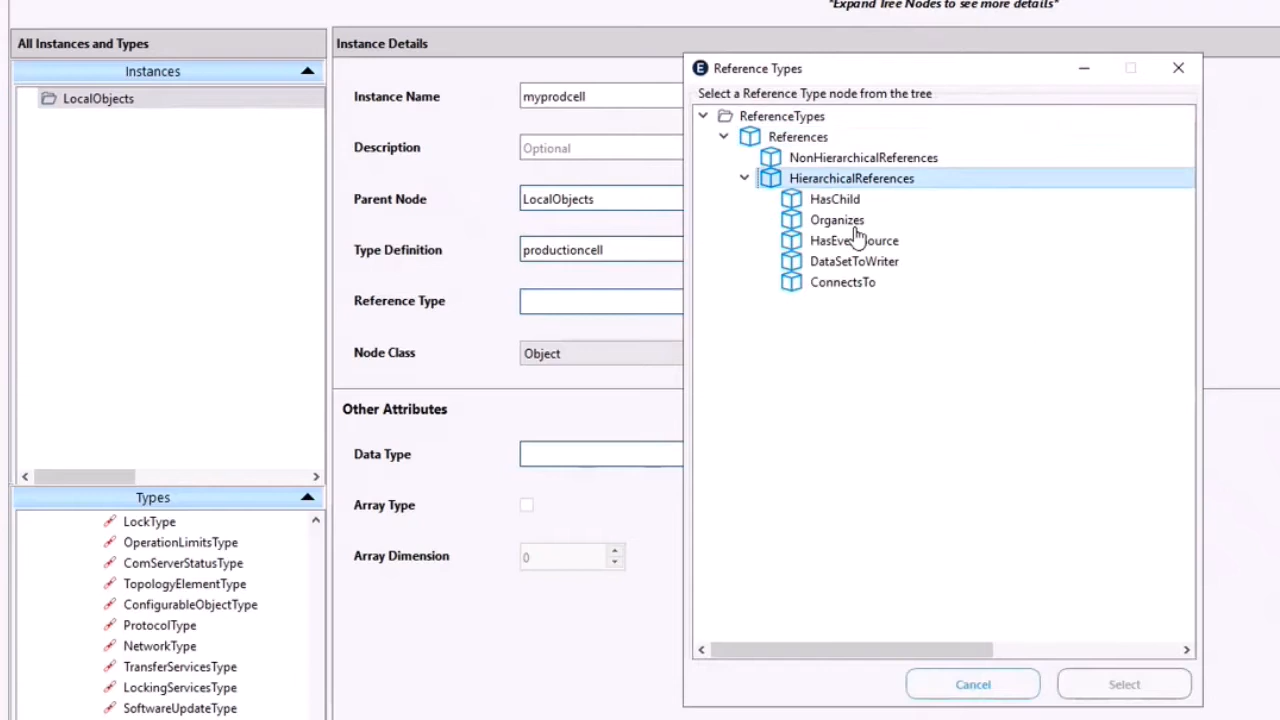 "Expand Tree Nodes to see more details"
All Instances and Types
Instances
LocalObjects
Types
LockType
OperationLimitsType
ComServerStatusType
TopologyElementType
ConfigurableObjectType
ProtocolType
NetworkType
TransferServicesType
LockingServicesType
SoftwareUpdateType
Instance Details
Instance Name
myprodcell
Description
Optional
Parent Node
LocalObjects
Type Definition
productioncell
Reference Type
Node Class
Object
Other Attributes
Data Type
Array Type
Array Dimension
0
E Reference Types
Select a Reference Type node from the tree
ReferenceTypes
References
NonHierarchicalReferences
HierarchicalReferences
HasChild
Organizes
DataSetToWriter
ConnectsTo
Cancel
Select